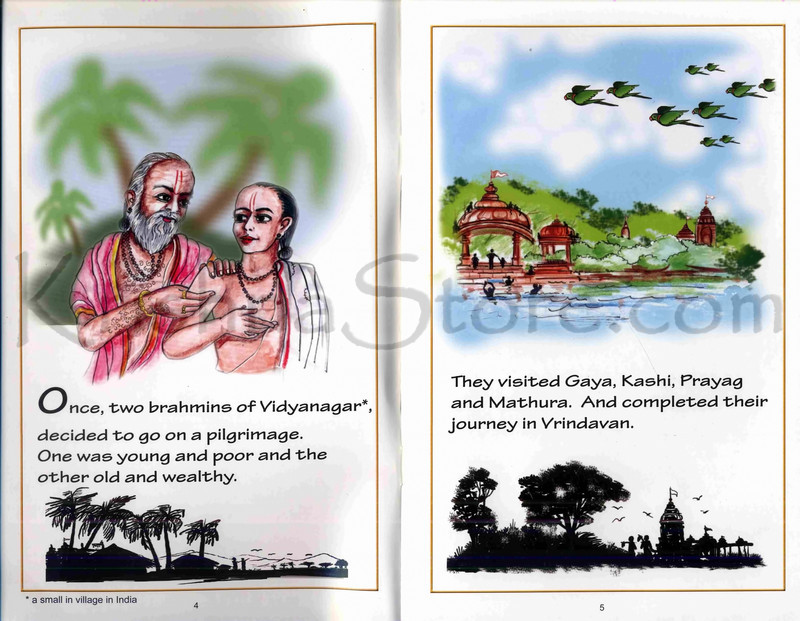 Once, two brahmins of Vidyanagar*,
decided to go on a pilgrimage.
One was young and poor and the
other old and wealthy.
* a small in village in India
4
They visited Gaya, Kashi, Prayag
and Mathura. And completed their
journey in Vrindavan.
5
KrishnaStore.com